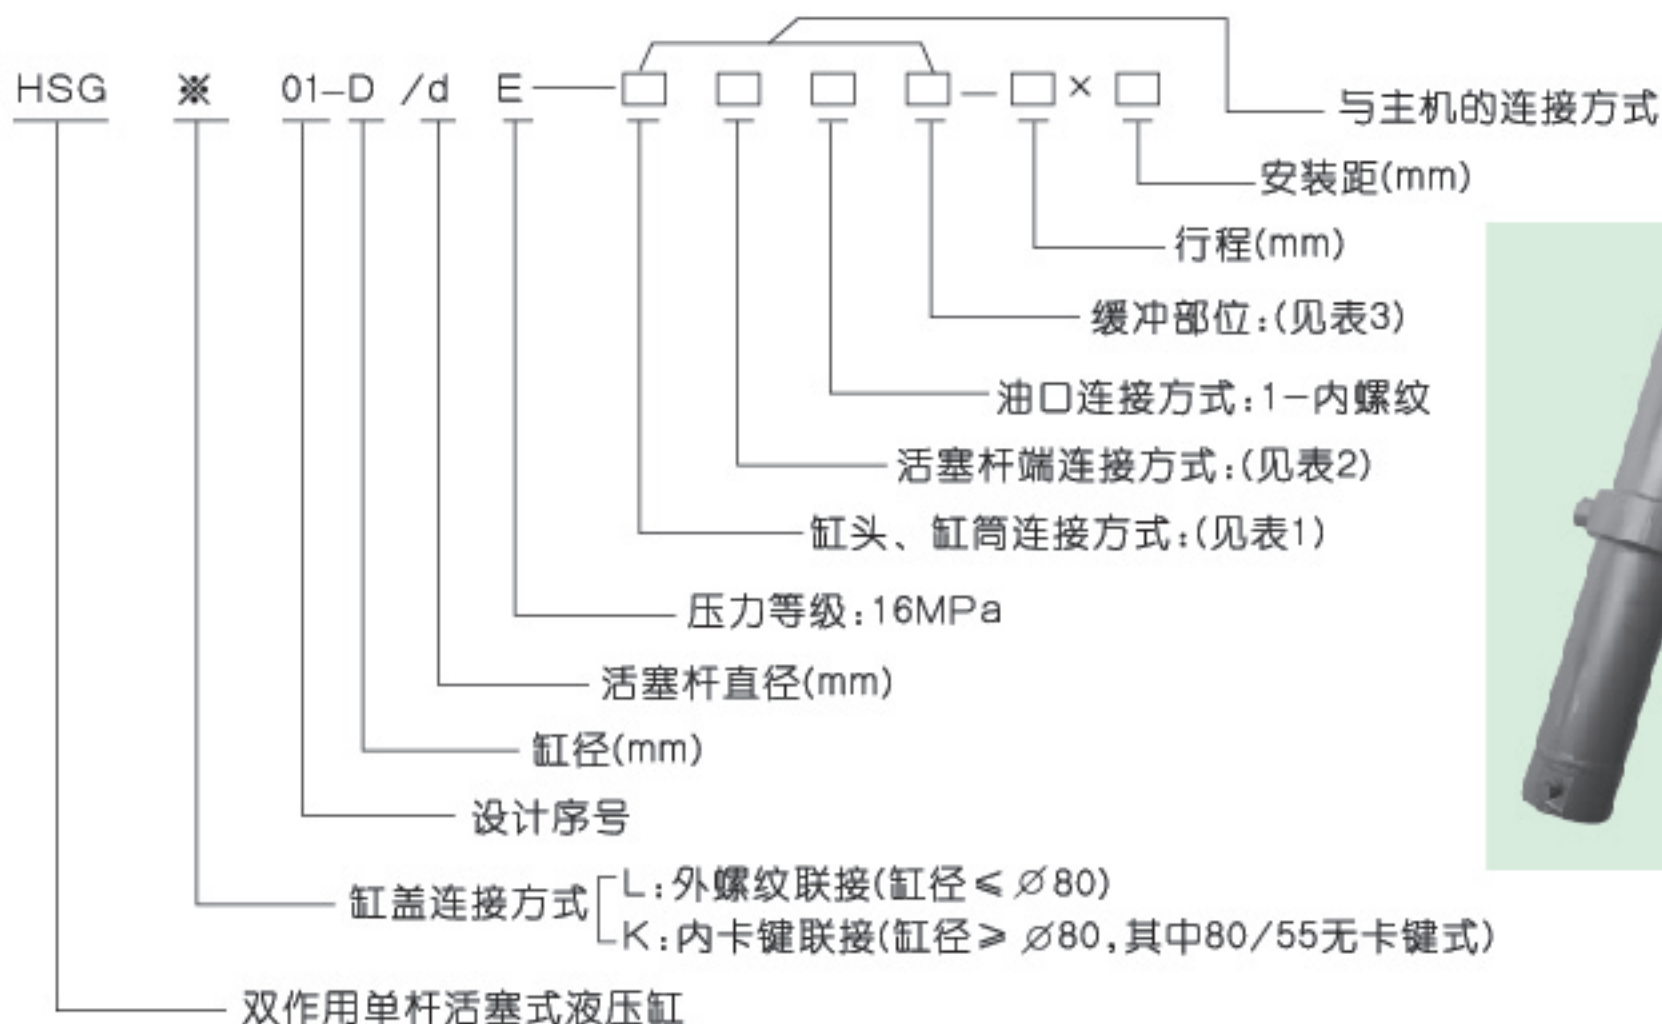 HSG ※ 01-D /d E — □ □ □ □ — □ × □
与主机的连接方式
安装距(mm)
行程(mm)
缓冲部位:(见表3)
油口连接方式:1-内螺纹
活塞杆端连接方式:(见表2)
缸头、缸筒连接方式:(见表1)
压力等级:16MPa
活塞杆直径(mm)
缸径(mm)
设计序号
缸盖连接方式
L:外螺纹联接(缸径≤∅80)
K:内卡键联接(缸径≥∅80,其中80/55无卡键式)
双作用单杆活塞式液压缸